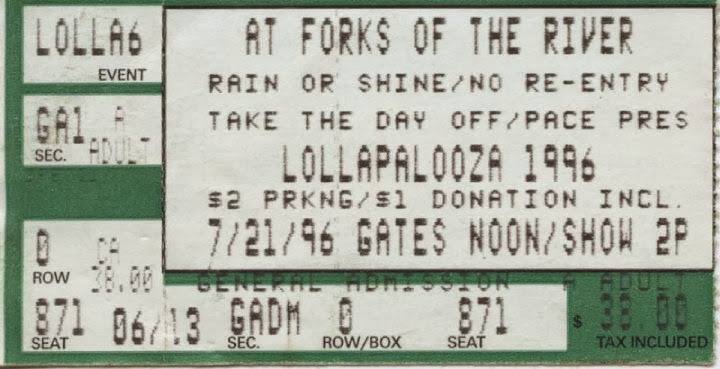 LOLLA6
EVENT
GA1 A
SEC. ADULT
0 CA
ROW 38.00
871 06/13
SEAT
AT FORKS OF THE RIVER
RAIN OR SHINE/NO RE-ENTRY
TAKE THE DAY OFF/PACE PRES
LOLLAPALOOZA 1996
$2 PRKNG/$1 DONATION INCL.
7/21/96 GATES NOON/SHOW 2P
GENERAL ADMISSION A ADULT
GADM 0 871 $ 38.00
SEC. ROW/BOX SEAT TAX INCLUDED